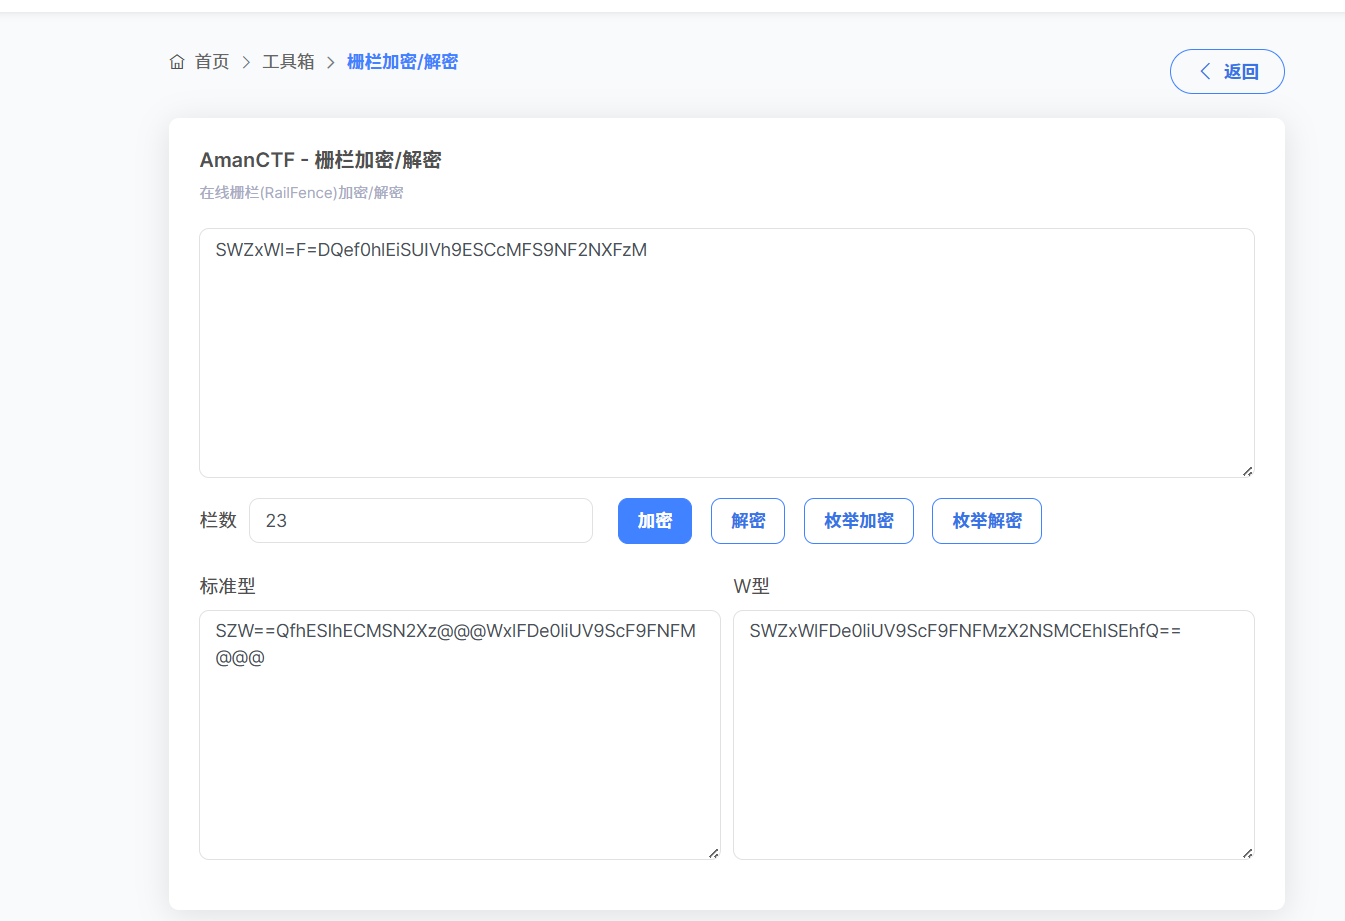 首页 > 工具箱 > 栅栏加密/解密
返回
AmanCTF - 栅栏加密/解密
在线栅栏(RailFence)加密/解密
SWZxWl=F=DQef0hlEiSUlVh9ESCcMFS9NF2NXFzM
栏数 23 加密 解密 枚举加密 枚举解密
标准型
SZW==QfhESlhECMSN2Xz@@@WxlFDe0liUV9ScF9FNFM
@@@
W型
SWZxWlFDe0liUV9ScF9FNFMzX2NSMCEhISEhfQ==